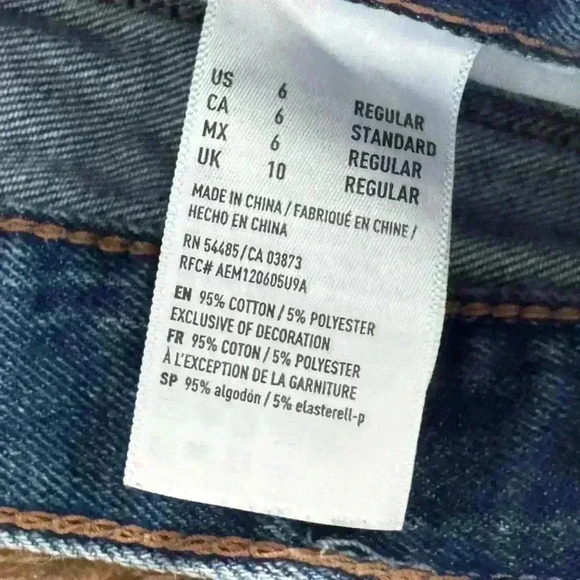 US 6 REGULAR
CA 6 STANDARD
MX 6 REGULAR
UK 10 REGULAR
MADE IN CHINA / FABRIQUÉ EN CHINE /
HECHO EN CHINA
RN 54485/CA 03873
RFC# AEM120605U9A
EN 95% COTTON / 5% POLYESTER
EXCLUSIVE OF DECORATION
FR 95% COTON / 5% POLYESTER
À L'EXCEPTION DE LA GARNITURE
SP 95% algodón / 5% elasterell-p